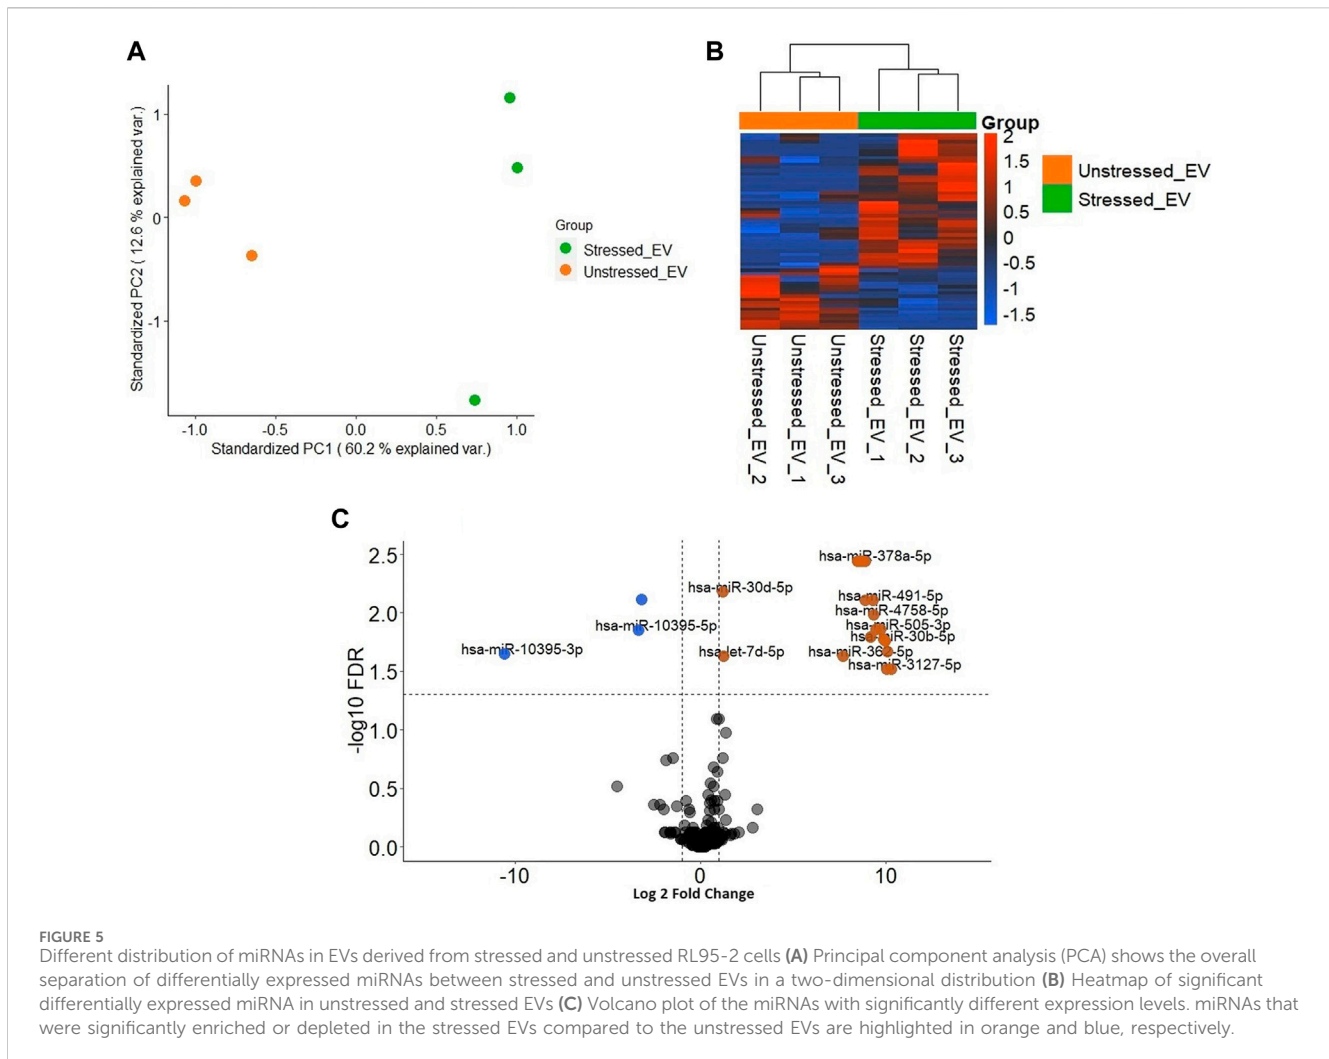 A
Standardized PC2 ( 12.6 % explained var.)
1
0
-1
-1.0 -0.5 0.0 0.5 1.0
Standardized PC1 ( 60.2 % explained var.)
Group
Stressed_EV
Unstressed_EV
B
Group
2
1.5
1
0.5
0
-0.5
-1
-1.5
Unstressed_EV
Stressed_EV
Unstressed_EV_2
Unstressed_EV_1
Unstressed_EV_3
Stressed_EV_1
Stressed_EV_2
Stressed_EV_3
C
-log10 FDR
2.5
2.0
1.5
1.0
0.5
0.0
hsa-miR-378a-5p
hsa-miR-30d-5p
hsa-miR-491-5p
hsa-miR-4758-5p
hsa-miR-10395-5p
hsa-miR-505-3p
hsa-miR-30b-5p
hsa-miR-10395-3p
hsa-let-7d-5p
hsa-miR-362-5p
hsa-miR-3127-5p
-10 0 10
Log 2 Fold Change
FIGURE 5
Different distribution of miRNAs in EVs derived from stressed and unstressed RL95-2 cells (A) Principal component analysis (PCA) shows the overall
separation of differentially expressed miRNAs between stressed and unstressed EVs in a two-dimensional distribution (B) Heatmap of significant
differentially expressed miRNA in unstressed and stressed EVs (C) Volcano plot of the miRNAs with significantly different expression levels. miRNAs that
were significantly enriched or depleted in the stressed EVs compared to the unstressed EVs are highlighted in orange and blue, respectively.